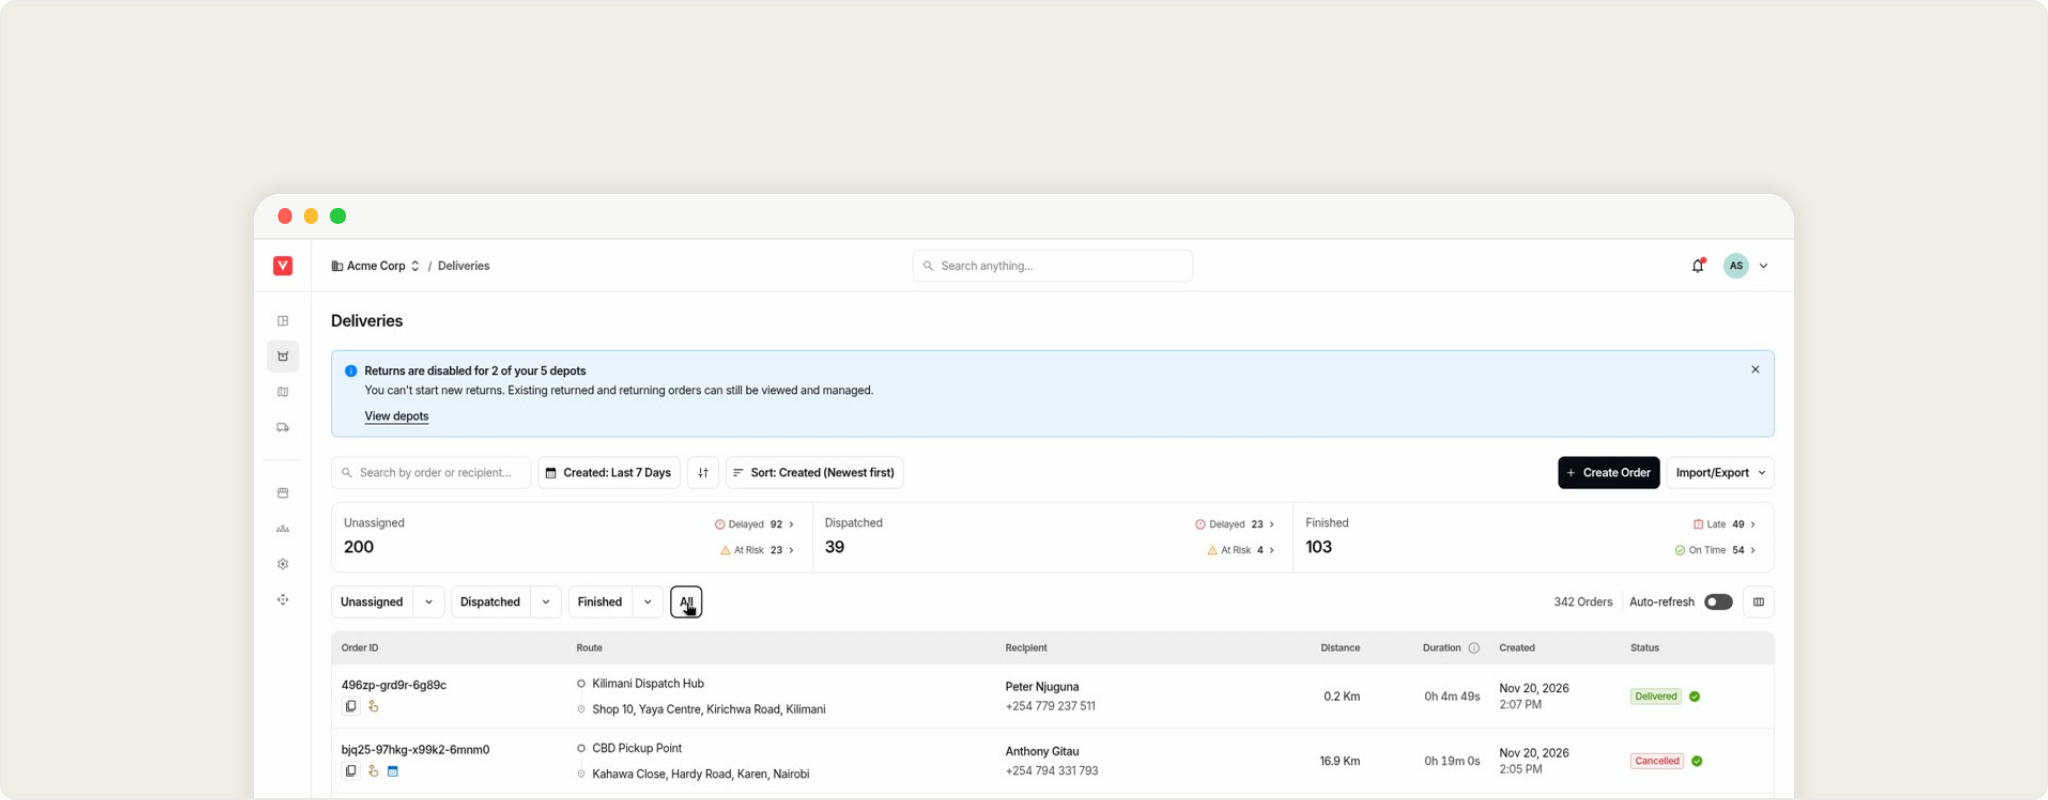 Acme Corp / Deliveries
Search anything...
AS
Deliveries
Returns are disabled for 2 of your 5 depots
You can't start new returns. Existing returned and returning orders can still be viewed and managed.
View depots
Search by order or recipient...
Created: Last 7 Days
Sort: Created (Newest first)
+ Create Order
Import/Export
Unassigned
200
Delayed 92
At Risk 23
Dispatched
39
Delayed 23
At Risk 4
Finished
103
Late 49
On Time 54
Unassigned
Dispatched
Finished
All
342 Orders
Auto-refresh
Order ID Route Recipient Distance Duration Created Status
496zp-grd9r-6g89c
Kilimani Dispatch Hub
Shop 10, Yaya Centre, Kirichwa Road, Kilimani
Peter Njuguna
+254 779 237 511
0.2 Km
0h 4m 49s
Nov 20, 2026
2:07 PM
Delivered
bjq25-97hkg-x99k2-6mnm0
CBD Pickup Point
Kahawa Close, Hardy Road, Karen, Nairobi
Anthony Gitau
+254 794 331 793
16.9 Km
0h 19m 0s
Nov 20, 2026
2:05 PM
Cancelled